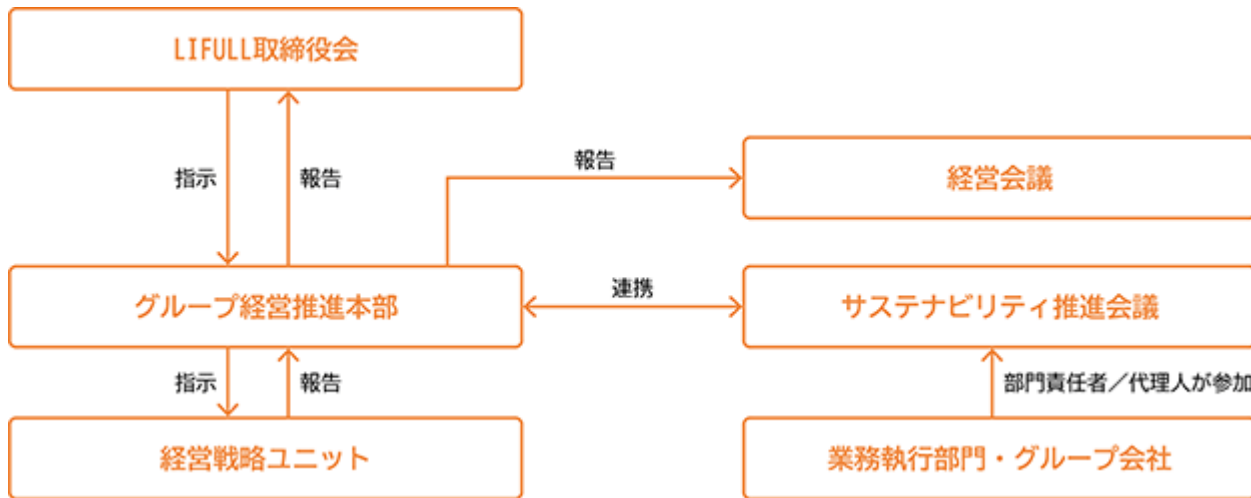 LIFULL取締役会
指示
報告
報告
経営会議
グループ経営推進本部
連携
サステナビリティ推進会議
指示
報告
部門責任者／代理人が参加
経営戦略ユニット
業務執行部門・グループ会社